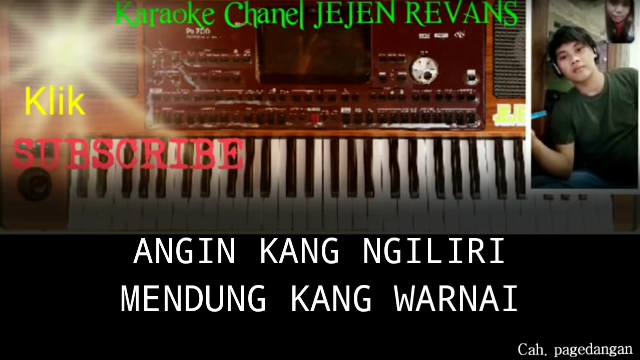 Karaoke Chanel JEJEN REVANS
Klik
SUBSCRIBE
ANGIN KANG NGILIRI
MENDUNG KANG WARNAI
Cah, pagedangan